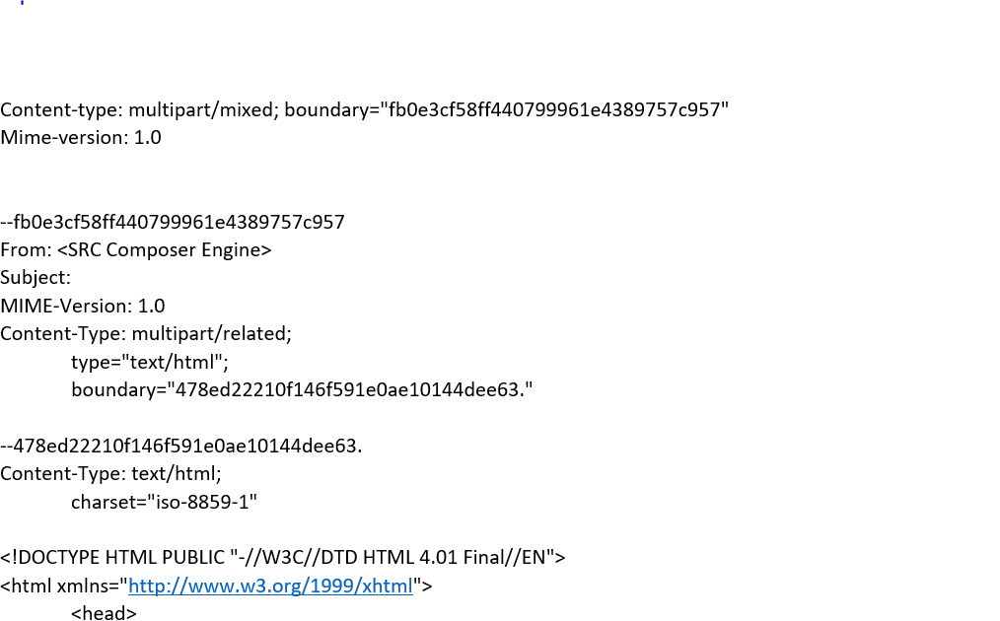 Content-type: multipart/mixed; boundary="fb0e3cf58ff440799961e4389757c957"
Mime-version: 1.0
--fb0e3cf58ff440799961e4389757c957
From: <SRC Composer Engine>
Subject:
MIME-Version: 1.0
Content-Type: multipart/related;
type="text/html";
boundary="478ed22210f146f591e0ae10144dee63."
--478ed22210f146f591e0ae10144dee63.
Content-Type: text/html;
charset="iso-8859-1"
<!DOCTYPE HTML PUBLIC "-//W3C//DTD HTML 4.01 Final//EN">
<html xmlns="http://www.w3.org/1999/xhtml">
<head>